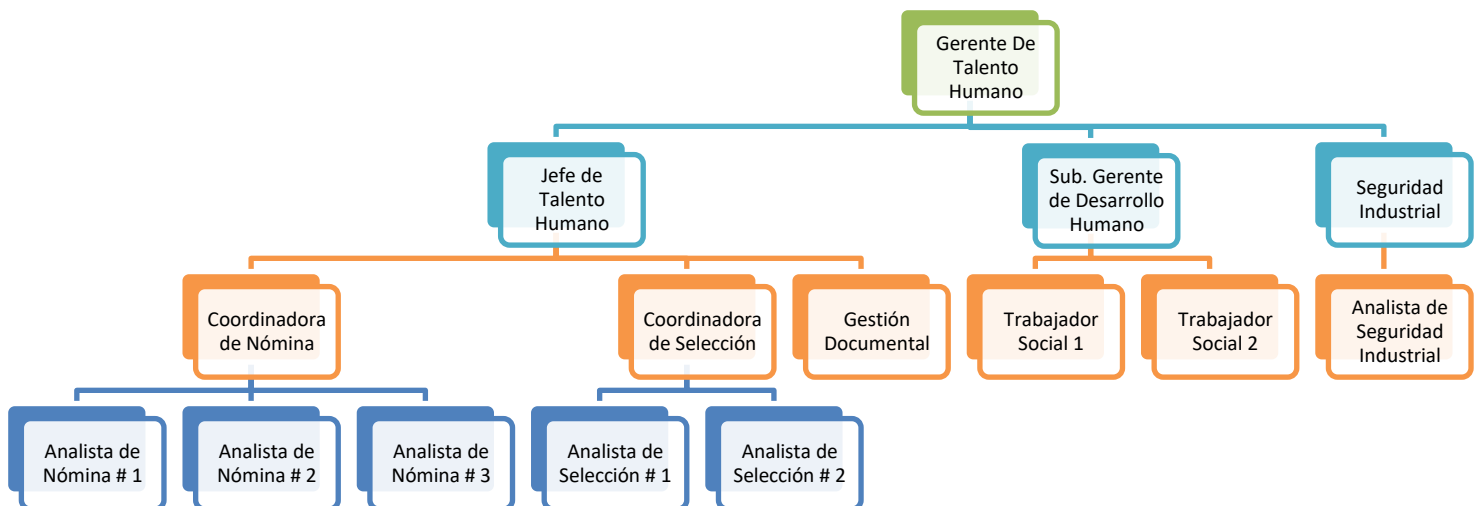 Gerente De
Talento
Humano
Jefe de
Talento
Humano
Sub. Gerente
de Desarrollo
Humano
Seguridad
Industrial
Coordinadora
de Nómina
Coordinadora
de Selección
Gestión
Documental
Trabajador
Social 1
Trabajador
Social 2
Analista de
Seguridad
Industrial
Analista de
Nómina # 1
Analista de
Nómina # 2
Analista de
Nómina # 3
Analista de
Selección # 1
Analista de
Selección # 2